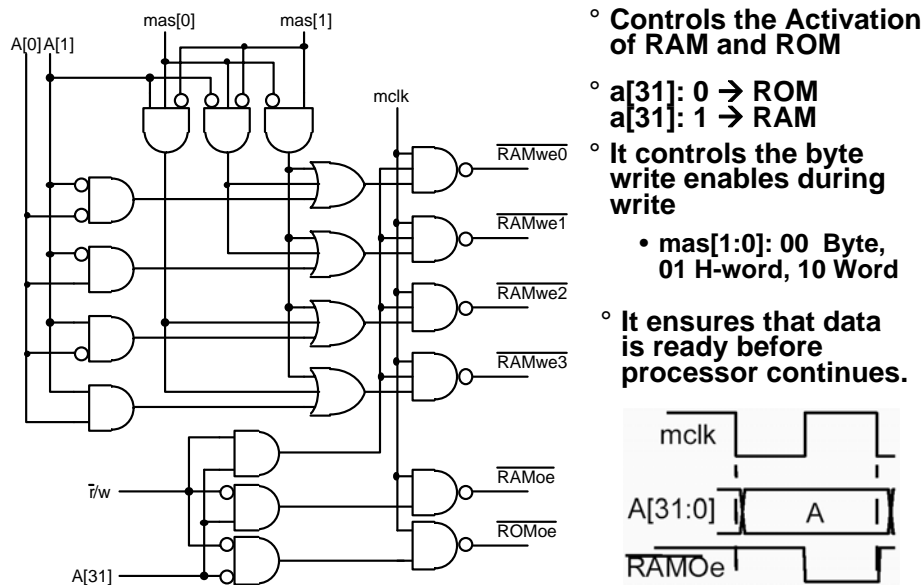 mas[0]
mas[1]
A[0]A[1]
mclk
RAMwe0
RAMwe1
RAMwe2
RAMwe3
RAMoe
r/w
ROMoe
A[31]
° Controls the Activation
of RAM and ROM
° a[31]: 0 → ROM
a[31]: 1 → RAM
° It controls the byte
write enables during
write
• mas[1:0]: 00 Byte,
01 H-word, 10 Word
° It ensures that data
is ready before
processor continues.
mclk
A[31:0]
A
RAMOe